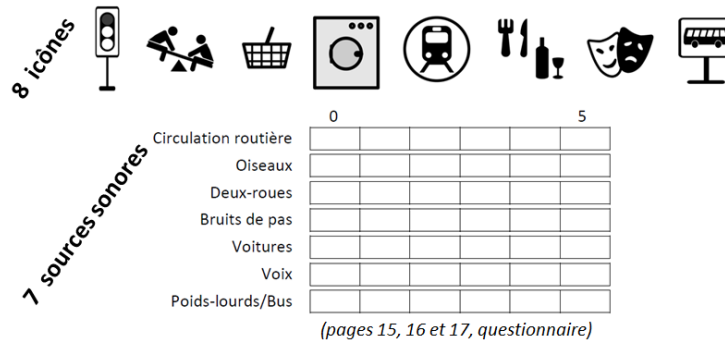 8 icônes
0 5
7 sources sonores
Circulation routière
Oiseaux
Deux-roues
Bruits de pas
Voitures
Voix
Poids-lourds/Bus
(pages 15, 16 et 17, questionnaire)